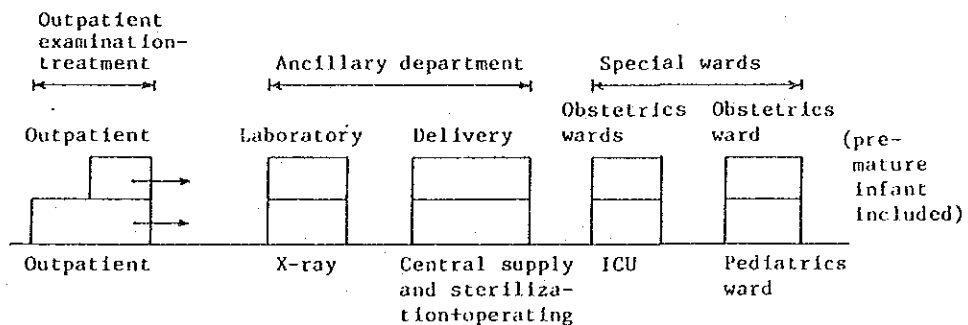 Outpatient
examination-
treatment
Ancillary department
Special wards
Outpatient
Laboratory
Delivery
Obstetrics
wards
Obstetrics
ward
(pre-
mature
infant
included)
Outpatient
X-ray
Central supply
and steriliza-
tion+operating
ICU
Pediatrics
ward